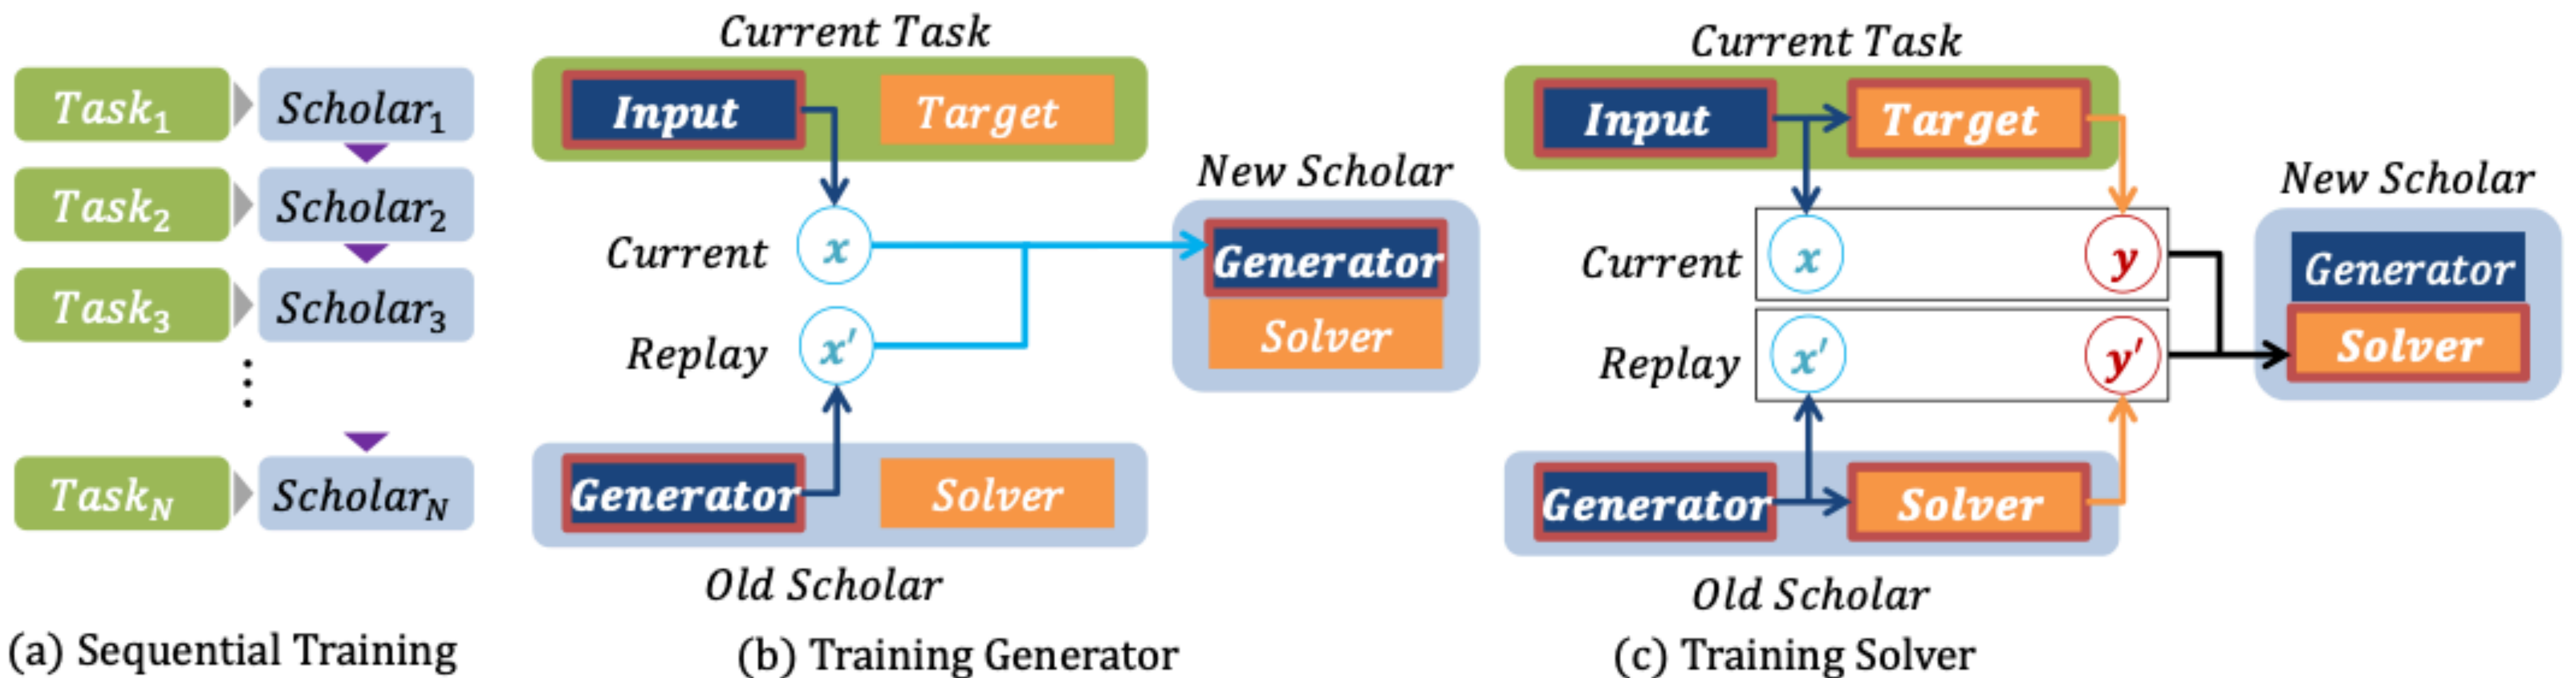 Task₁ Scholar₁
Task₂ Scholar₂
Task₃ Scholar₃
⋮
Task_N Scholar_N
(a) Sequential Training
Current Task
Input Target
Current x
Replay x′
New Scholar
Generator
Solver
Generator Solver
Old Scholar
(b) Training Generator
Current Task
Input Target
Current x y
Replay x′ y′
New Scholar
Generator
Solver
Generator Solver
Old Scholar
(c) Training Solver